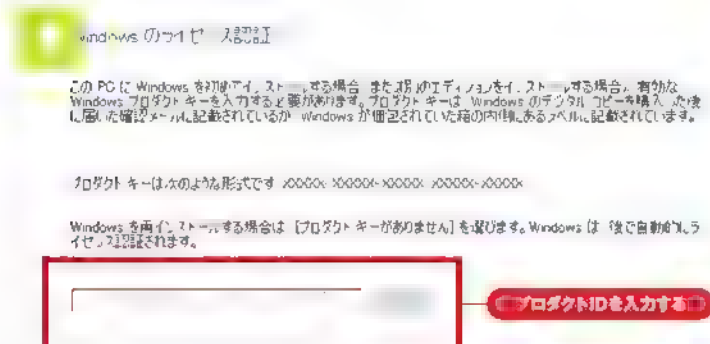 Windows のライセンス認証
この PC に Windows を初めてインストールする場合、または別のエディションをインストールする場合は、有効な
Windows プロダクト キーを入力する必要があります。プロダクト キーは、Windows のデジタル コピーを購入した後
に届いた確認メールに記載されているか、Windows が梱包されていた箱の内側にあるラベルに記載されています。
プロダクト キーは次のような形式です: XXXXX-XXXXX-XXXXX-XXXXX-XXXXX
Windows を再インストールする場合は、[プロダクト キーがありません] を選びます。Windows は、後で自動的にラ
イセンス認証されます。
プロダクトIDを入力する